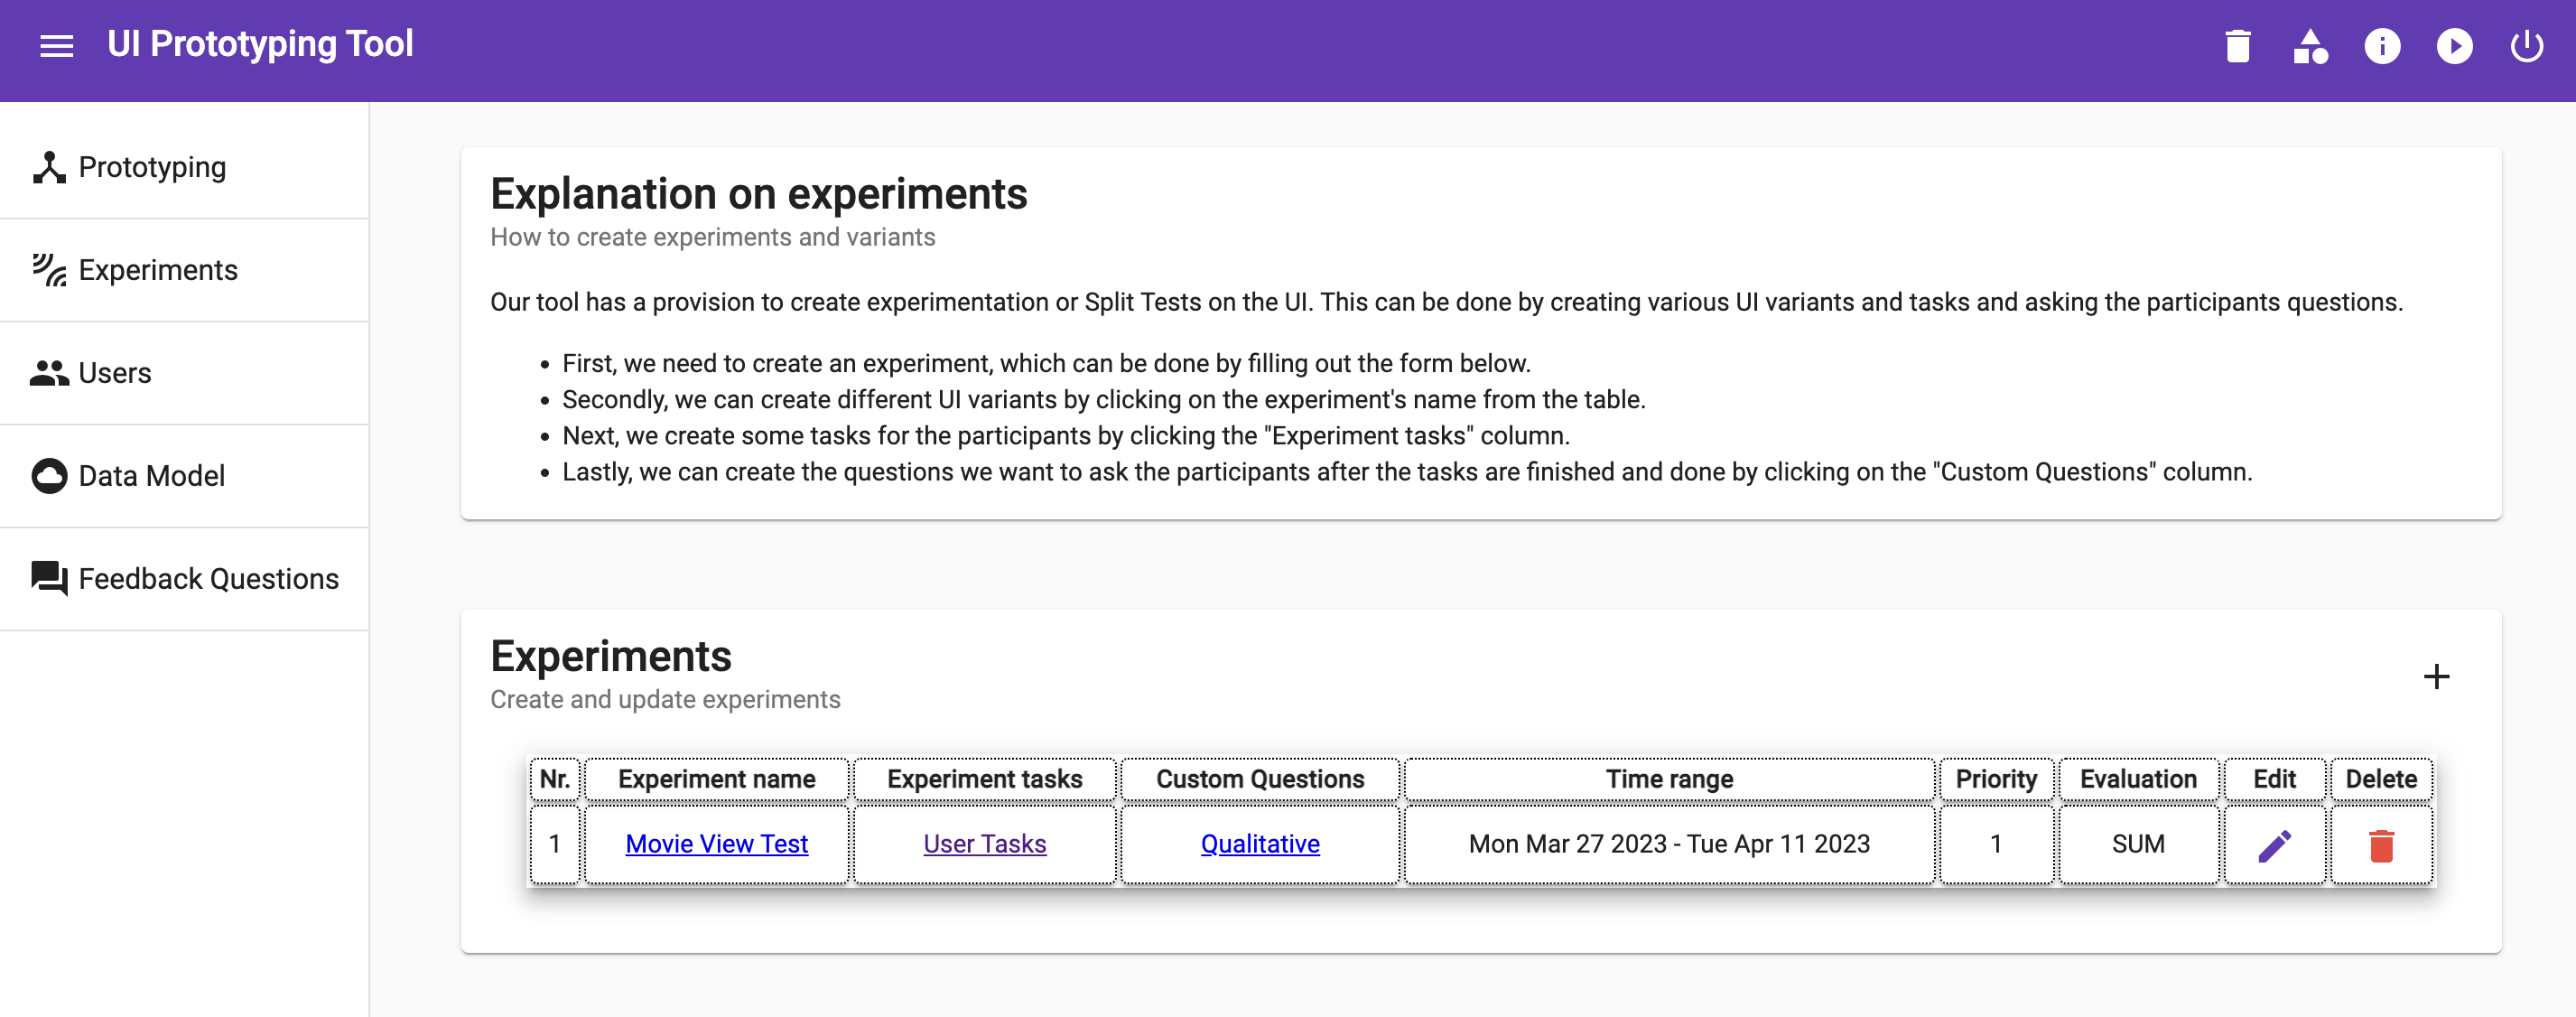 UI Prototyping Tool
Prototyping
Experiments
Users
Data Model
Feedback Questions
Explanation on experiments
How to create experiments and variants
Our tool has a provision to create experimentation or Split Tests on the UI. This can be done by creating various UI variants and tasks and asking the participants questions.
First, we need to create an experiment, which can be done by filling out the form below.
Secondly, we can create different UI variants by clicking on the experiment's name from the table.
Next, we create some tasks for the participants by clicking the "Experiment tasks" column.
Lastly, we can create the questions we want to ask the participants after the tasks are finished and done by clicking on the "Custom Questions" column.
Experiments
Create and update experiments
Nr. Experiment name Experiment tasks Custom Questions Time range Priority Evaluation Edit Delete
1 Movie View Test User Tasks Qualitative Mon Mar 27 2023 - Tue Apr 11 2023 1 SUM